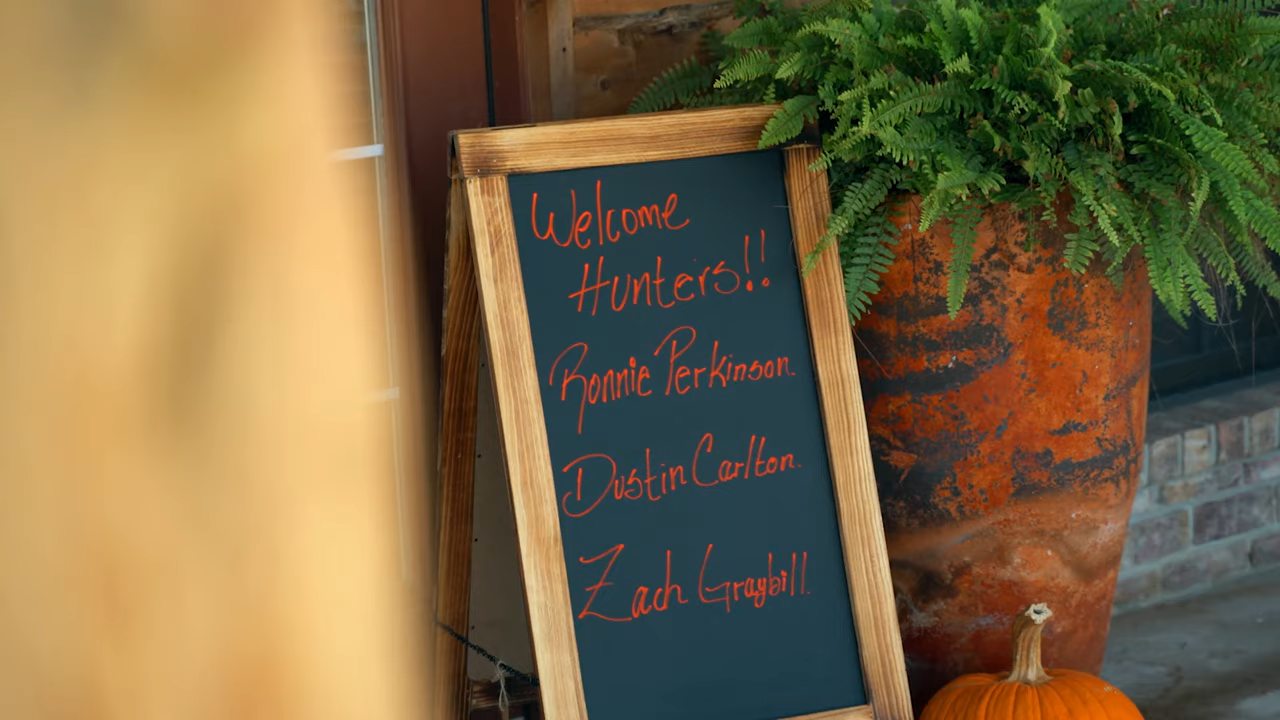 Welcome
Hunters!!
Ronnie Perkinson.
Dustin Carlton.
Zach Graybill.